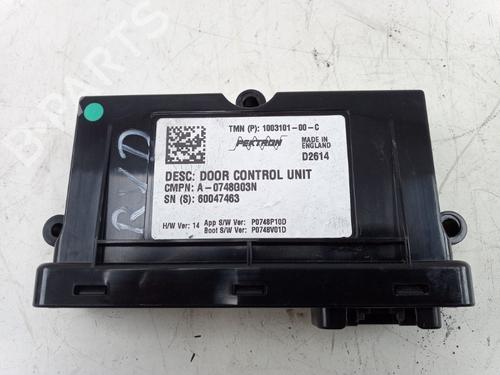 TMN (P): 1003101-00-C
PEKTRON
MADE IN
ENGLAND
D2614
DESC: DOOR CONTROL UNIT
CMPN: A-0748G03N
SN (S): 60047463
H/W Ver: 14 App S/W Ver: P0748P10D
Boot S/W Ver: P0748V01D
B-PARTS